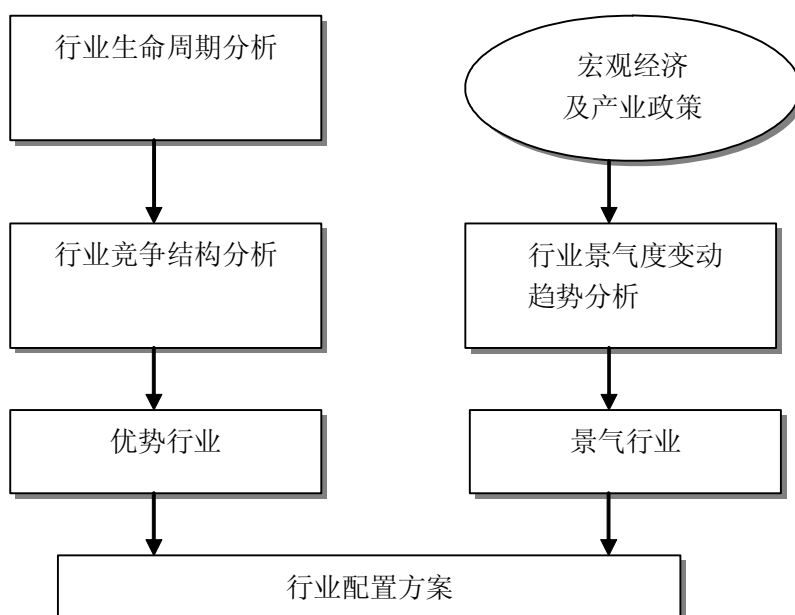 行业生命周期分析
宏观经济
及产业政策
行业竞争结构分析
行业景气度变动
趋势分析
优势行业
景气行业
行业配置方案